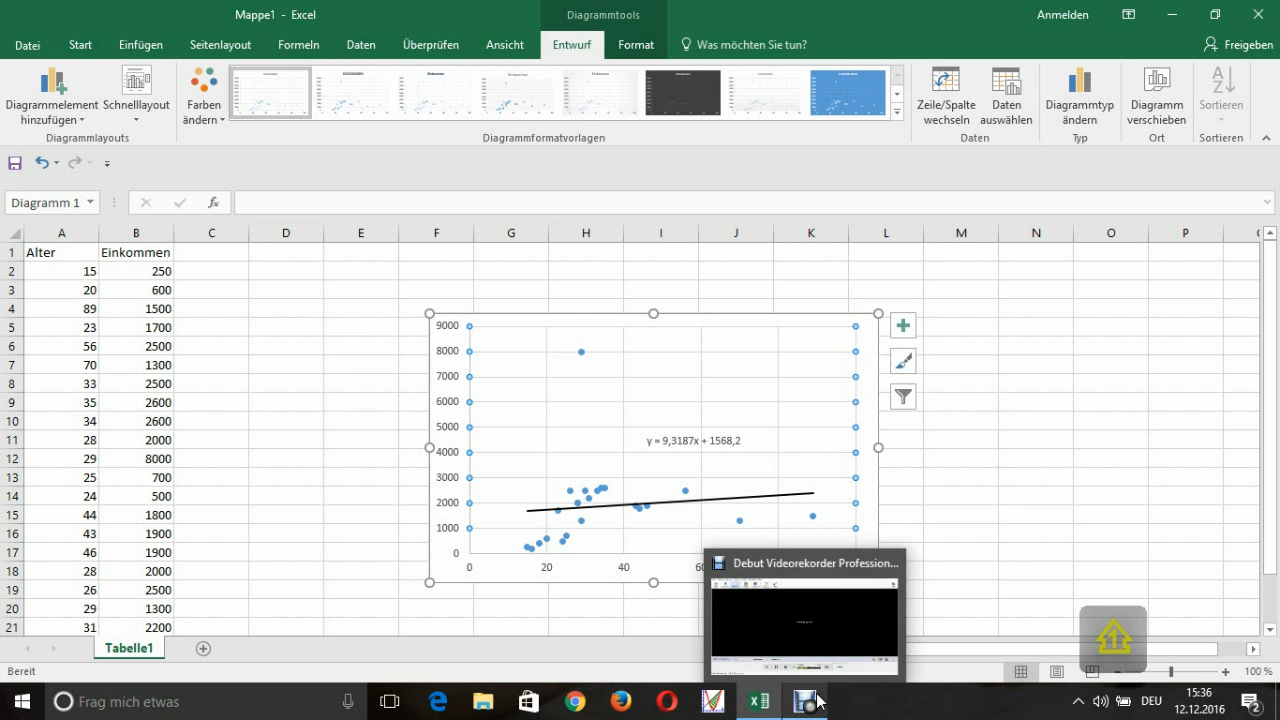 Mappe1 - Excel
Diagrammtools
Anmelden
Datei Start Einfügen Seitenlayout Formeln Daten Überprüfen Ansicht Entwurf Format Was möchten Sie tun? Freigeben
Diagrammelement hinzufügen
Schnelllayout
Farben ändern
Zeile/Spalte wechseln
Daten auswählen
Diagrammtyp ändern
Diagramm verschieben
Sortieren
Diagrammlayouts Diagrammformatvorlagen Daten Typ Ort Sortieren
Diagramm 1 fx
A B C D E F G H I J K L M N O P
1 Alter Einkommen
2 15 250
3 20 600
4 89 1500
5 23 1700
6 56 2500
7 70 1300
8 33 2500
9 35 2600
10 34 2600
11 28 2000
12 29 8000
13 25 700
14 24 500
15 44 1800
16 43 1900
17 46 1900
18 28 2000
19 26 2500
20 29 1300
21 31 2200
9000
8000
7000
6000
5000
4000
3000
2000
1000
0
y = 9,3187x + 1568,2
0 20 40
Debut Videorekorder Profession...
Tabelle1
Bereit
100 %
Frag mich etwas
DEU
15:36
12.12.2016
2